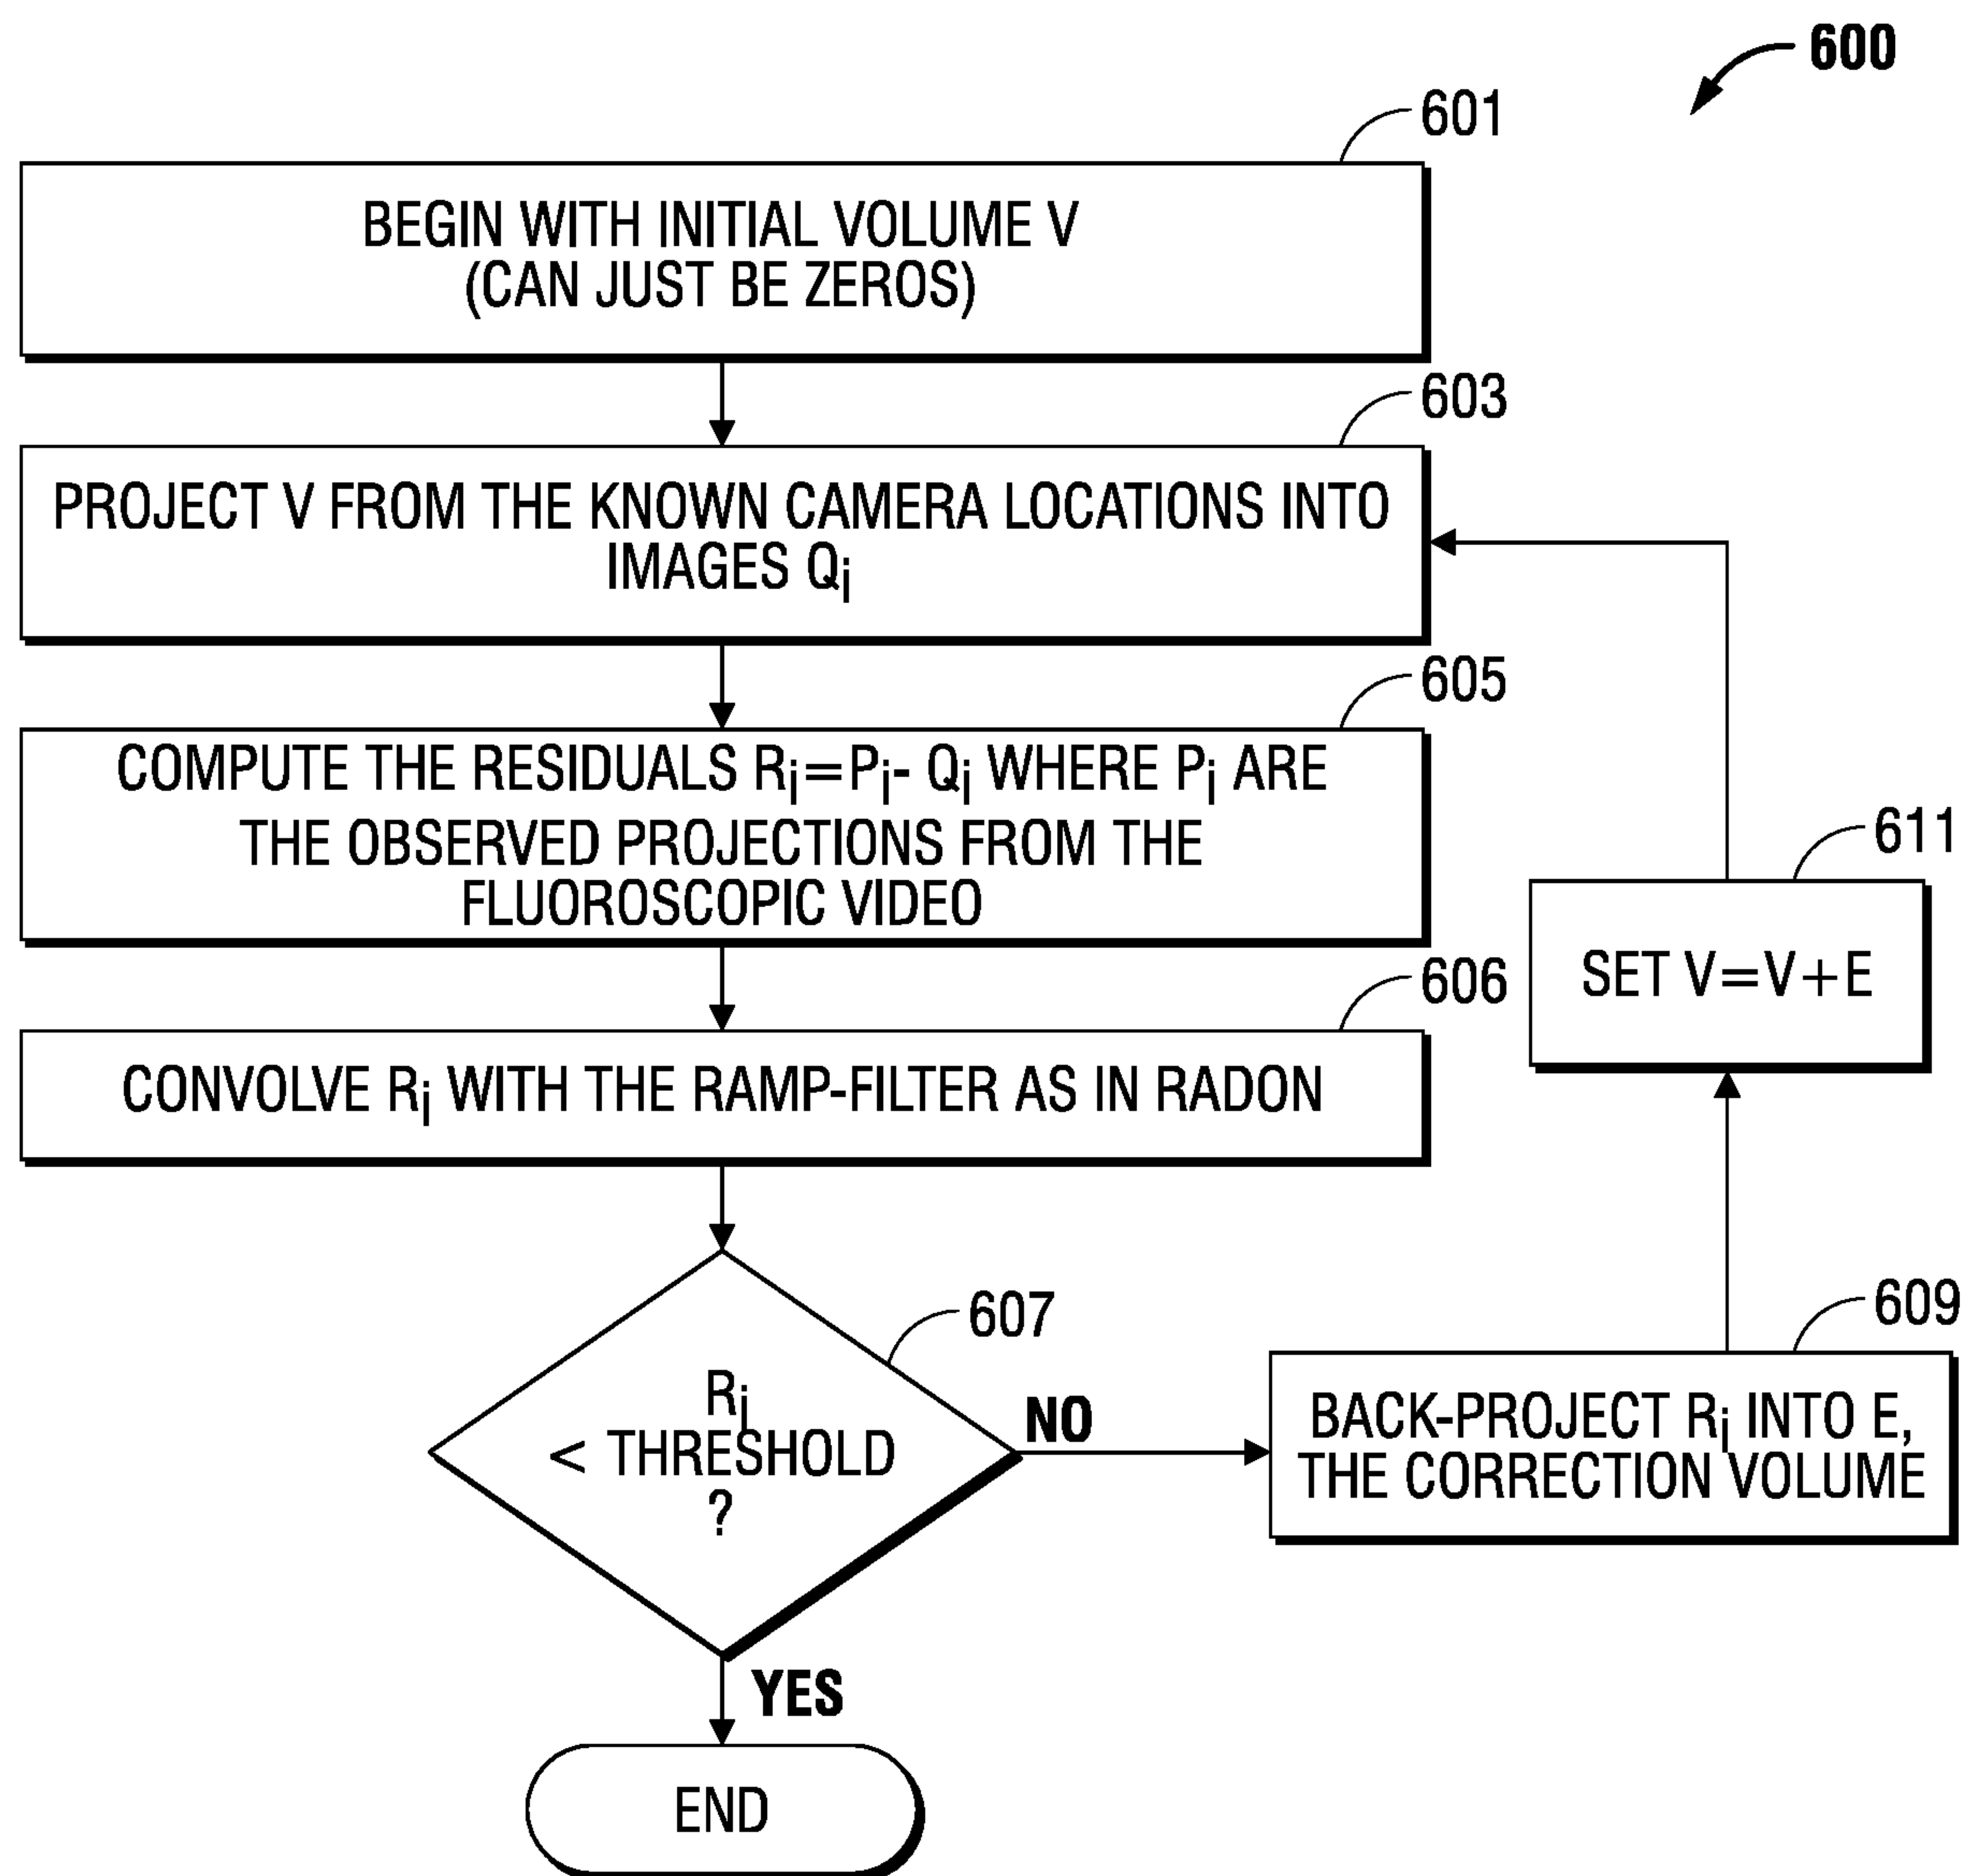 600
601
BEGIN WITH INITIAL VOLUME V
(CAN JUST BE ZEROS)
603
PROJECT V FROM THE KNOWN CAMERA LOCATIONS INTO
IMAGES Qi
605
COMPUTE THE RESIDUALS Ri=Pi- Qi WHERE Pi ARE
THE OBSERVED PROJECTIONS FROM THE
FLUOROSCOPIC VIDEO
606
CONVOLVE Ri WITH THE RAMP-FILTER AS IN RADON
607
Ri
< THRESHOLD
?
NO
YES
END
609
BACK-PROJECT Ri INTO E,
THE CORRECTION VOLUME
611
SET V=V+E